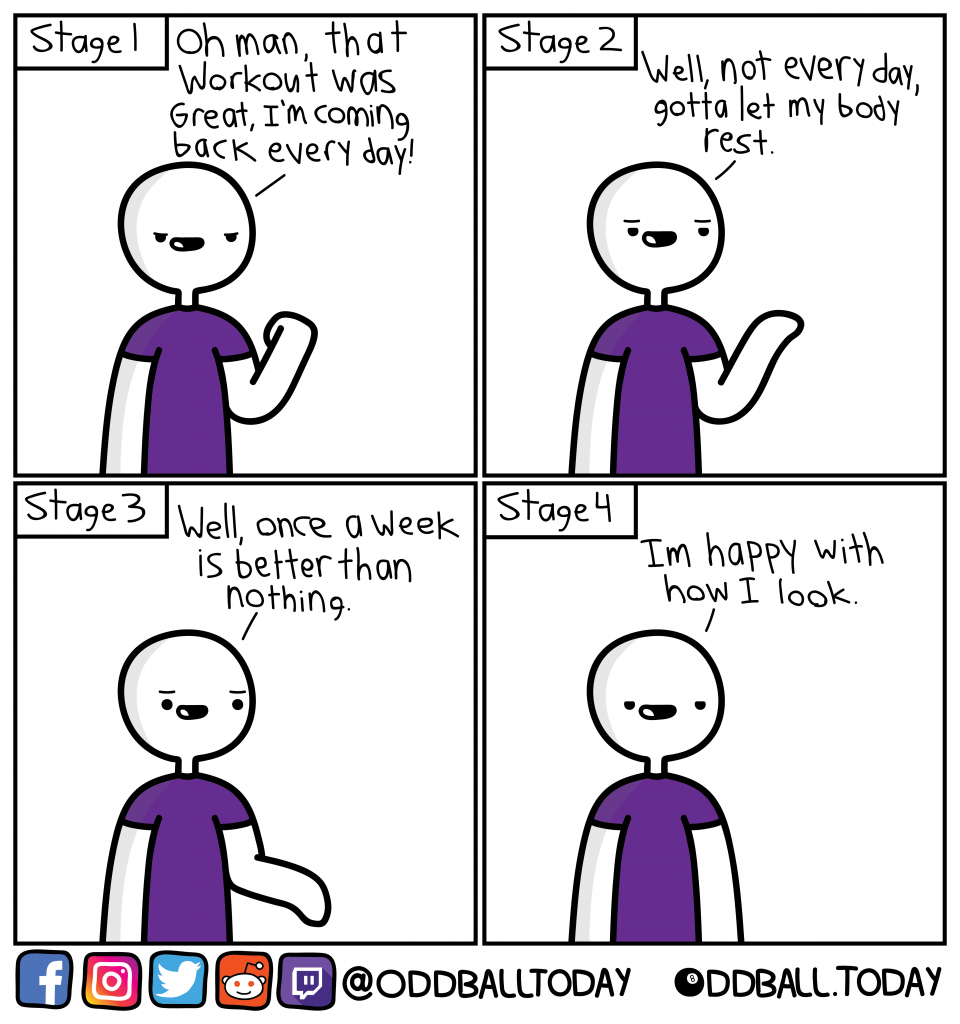 Stage 1
Oh man, that
Workout was
Great, I'm coming
back every day!
Stage 2
Well, not every day,
gotta let my body
rest.
Stage 3
Well, once a week
is better than
nothing.
Stage 4
Im happy with
how I look.
@ODDBALLTODAY
ODDBALL.TODAY